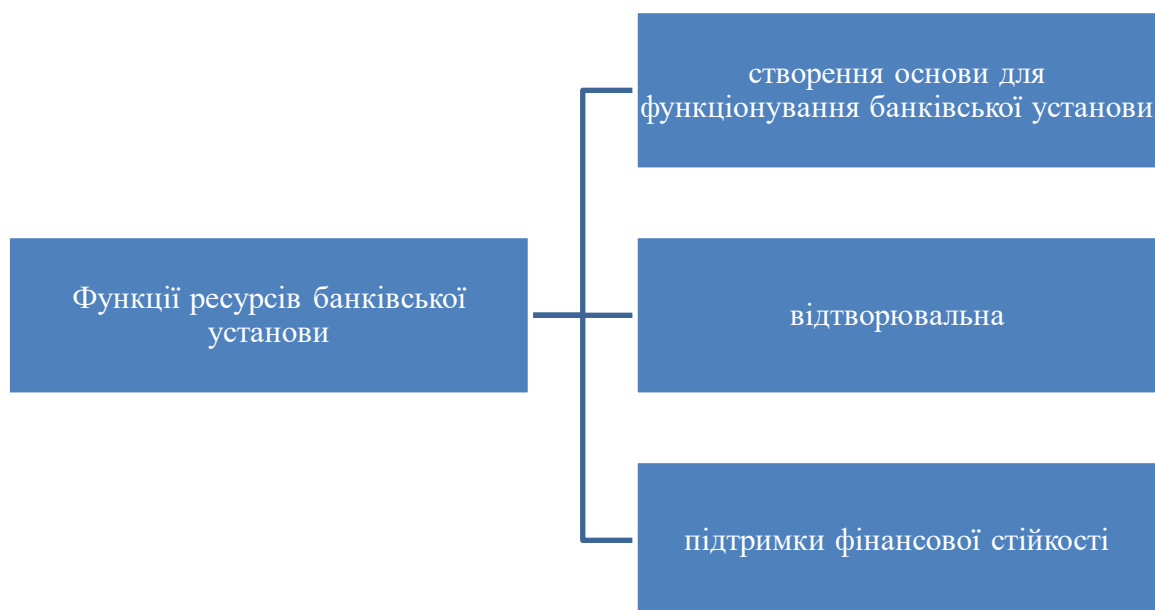 створення основи для
функціонування банківської установи
Функції ресурсів банківської
установи
відтворювальна
підтримки фінансової стійкості